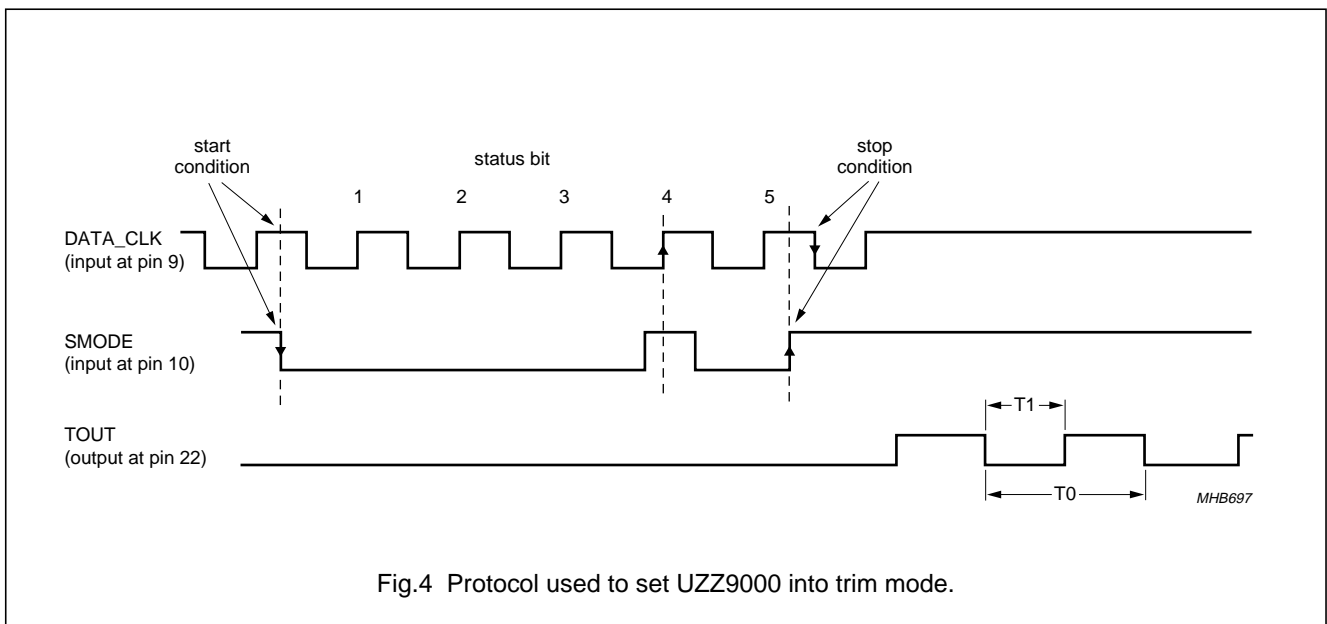 start
condition
status bit
stop
condition
1 2 3 4 5
DATA_CLK
(input at pin 9)
SMODE
(input at pin 10)
T1
TOUT
(output at pin 22)
T0
MHB697
Fig.4 Protocol used to set UZZ9000 into trim mode.